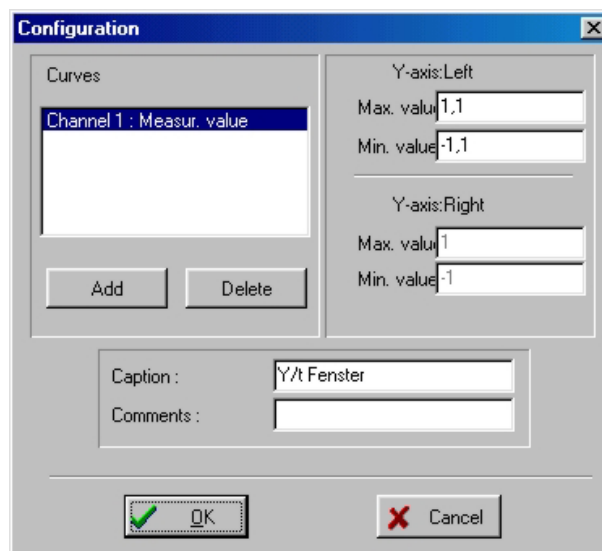 Configuration
Curves
Channel 1 : Measur. value
Add
Delete
Y-axis:Left
Max. valu 1,1
Min. value -1,1
Y-axis:Right
Max. valu 1
Min. value -1
Caption : Y/t Fenster
Comments :
OK
Cancel